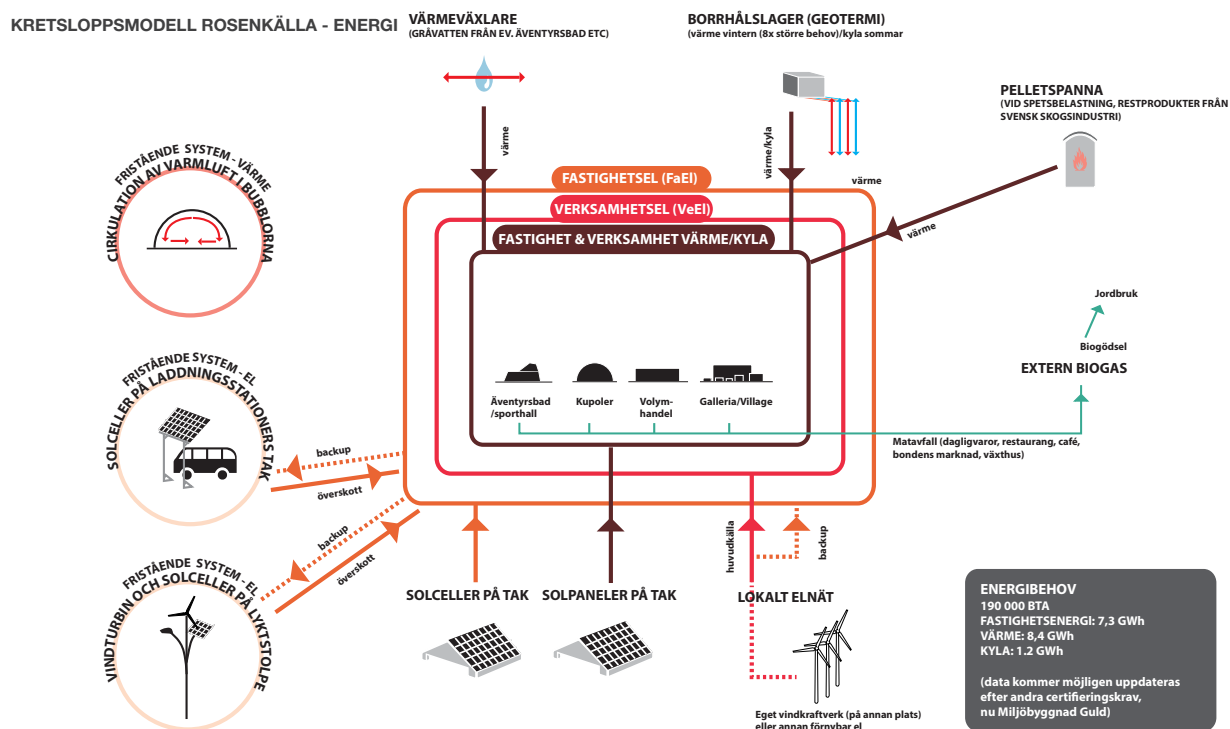 KRETSLOPPSMODELL ROSENKÄLLA - ENERGI
VÄRMEVÄXLARE
(GRÅVATTEN FRÅN EV. ÄVENTYRSBAD ETC)
BORRHÅLSLAGER (GEOTERMI)
(värme vintern (8x större behov)/kyla sommar
PELLETSPANNA
(VID SPETSBELASTNING, RESTPRODUKTER FRÅN
SVENSK SKOGSINDUSTRI)
värme
värme/kyla
värme
värme
FRISTÅENDE SYSTEM - VÄRME
CIRKULATION AV VARMLUFT I BUBBLORNA
FASTIGHETSEL (FaEl)
VERKSAMHETSEL (VeEl)
FASTIGHET & VERKSAMHET VÄRME/KYLA
Äventyrsbad
/sporthall
Kupoler
Volym-
handel
Galleria/Village
Jordbruk
Biogödsel
EXTERN BIOGAS
Matavfall (dagligvaror, restaurang, café,
bondens marknad, växthus)
FRISTÅENDE SYSTEM - EL
SOLCELLER PÅ LADDNINGSSTATIONERS TAK
backup
överskott
FRISTÅENDE SYSTEM - EL
VINDTURBIN OCH SOLCELLER PÅ LYKTSTOLPE
backup
överskott
huvudkälla
backup
SOLCELLER PÅ TAK
SOLPANELER PÅ TAK
LOKALT ELNÄT
Eget vindkraftverk (på annan plats)
eller annan förnybar el
ENERGIBEHOV
190 000 BTA
FASTIGHETSENERGI: 7,3 GWh
VÄRME: 8,4 GWh
KYLA: 1.2 GWh
(data kommer möjligen uppdateras
efter andra certifieringskrav,
nu Miljöbyggnad Guld)